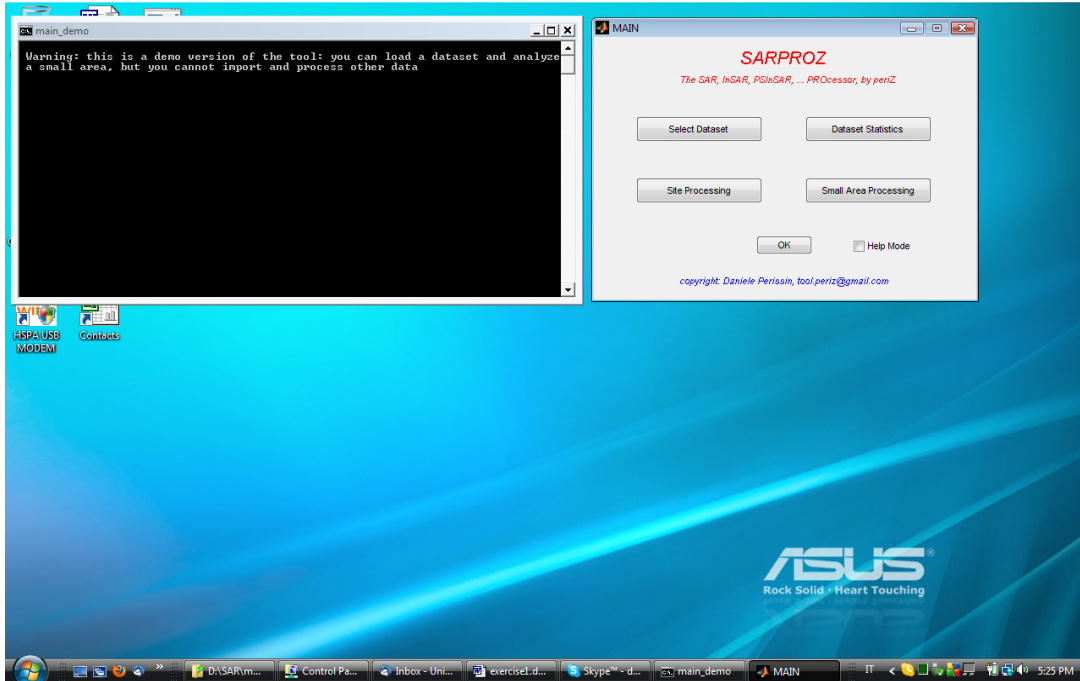 main_demo
Warning: this is a demo version of the tool: you can load a dataset and analyze
a small area, but you cannot import and process other data
MAIN
SARPROZ
The SAR, InSAR, PSInSAR, ... PROcessor, by periZ
Select Dataset
Dataset Statistics
Site Processing
Small Area Processing
OK
Help Mode
copyright: Daniele Perissin, tool.periz@gmail.com
HSPA USB
MODEM
Contacts
ASUS®
Rock Solid · Heart Touching
D:\SAR\m...
Control Pa...
Inbox - Uni...
exercise1.d...
Skype™ - d...
main_demo
MAIN
IT
5:25 PM